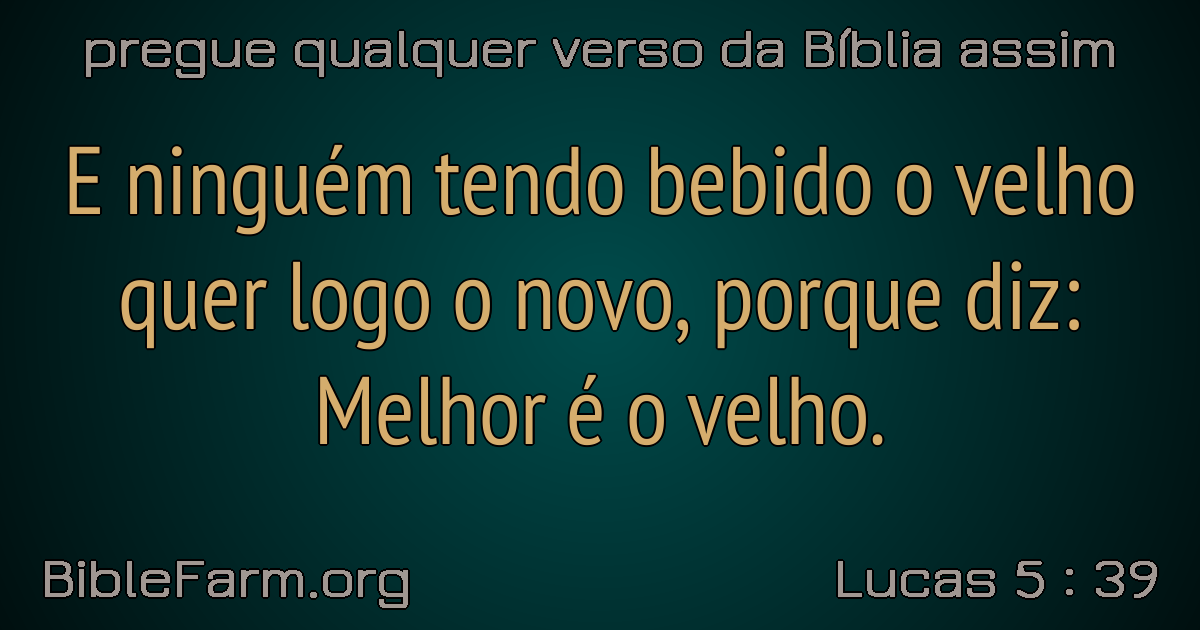 pregue qualquer verso da Bíblia assim
E ninguém tendo bebido o velho
quer logo o novo, porque diz:
Melhor é o velho.
BibleFarm.org
Lucas 5 : 39